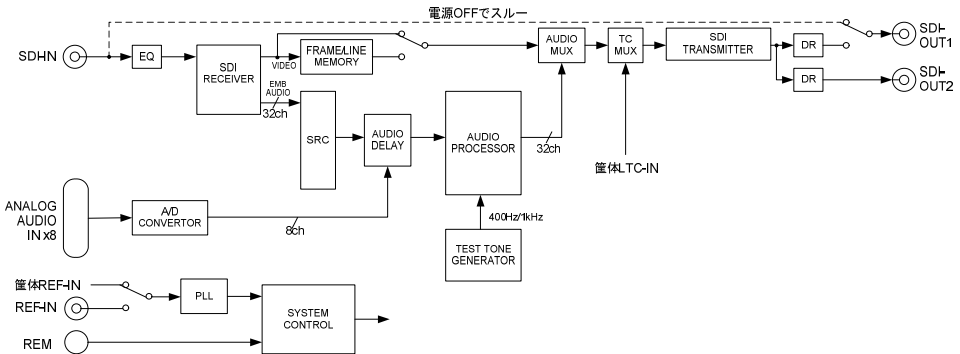 電源OFFでスルー
SDI-IN
EQ
SDI
RECEIVER
VIDEO
FRAME/LINE
MEMORY
AUDIO
MUX
TC
MUX
SDI
TRANSMITTER
DR
SDI-
OUT1
DR
SDI-
OUT2
EMB
AUDIO
32ch
SRC
AUDIO
DELAY
AUDIO
PROCESSOR
32ch
筐体LTC-IN
ANALOG
AUDIO
IN x8
A/D
CONVERTOR
8ch
400Hz/1kHz
TEST TONE
GENERATOR
筐体REF-IN
REF-IN
PLL
SYSTEM
CONTROL
REM